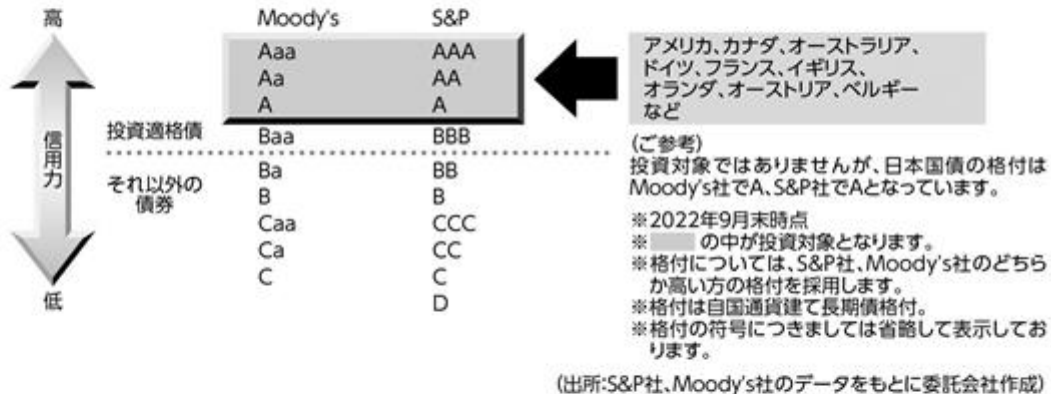 高
Moody's S&P
Aaa AAA
Aa AA
A A
投資適格債 Baa BBB
信用力
それ以外の
債券
Ba BB
B B
Caa CCC
Ca CC
C C
D
低
アメリカ、カナダ、オーストラリア、
ドイツ、フランス、イギリス、
オランダ、オーストリア、ベルギー
など
(ご参考)
投資対象ではありませんが、日本国債の格付は
Moody's社でA、S&P社でAとなっています。
※2022年9月末時点
※ の中が投資対象となります。
※格付については、S&P社、Moody's社のどちら
か高い方の格付を採用します。
※格付は自国通貨建て長期債格付。
※格付の符号につきましては省略して表示してお
ります。
(出所:S&P社、Moody's社のデータをもとに委託会社作成)